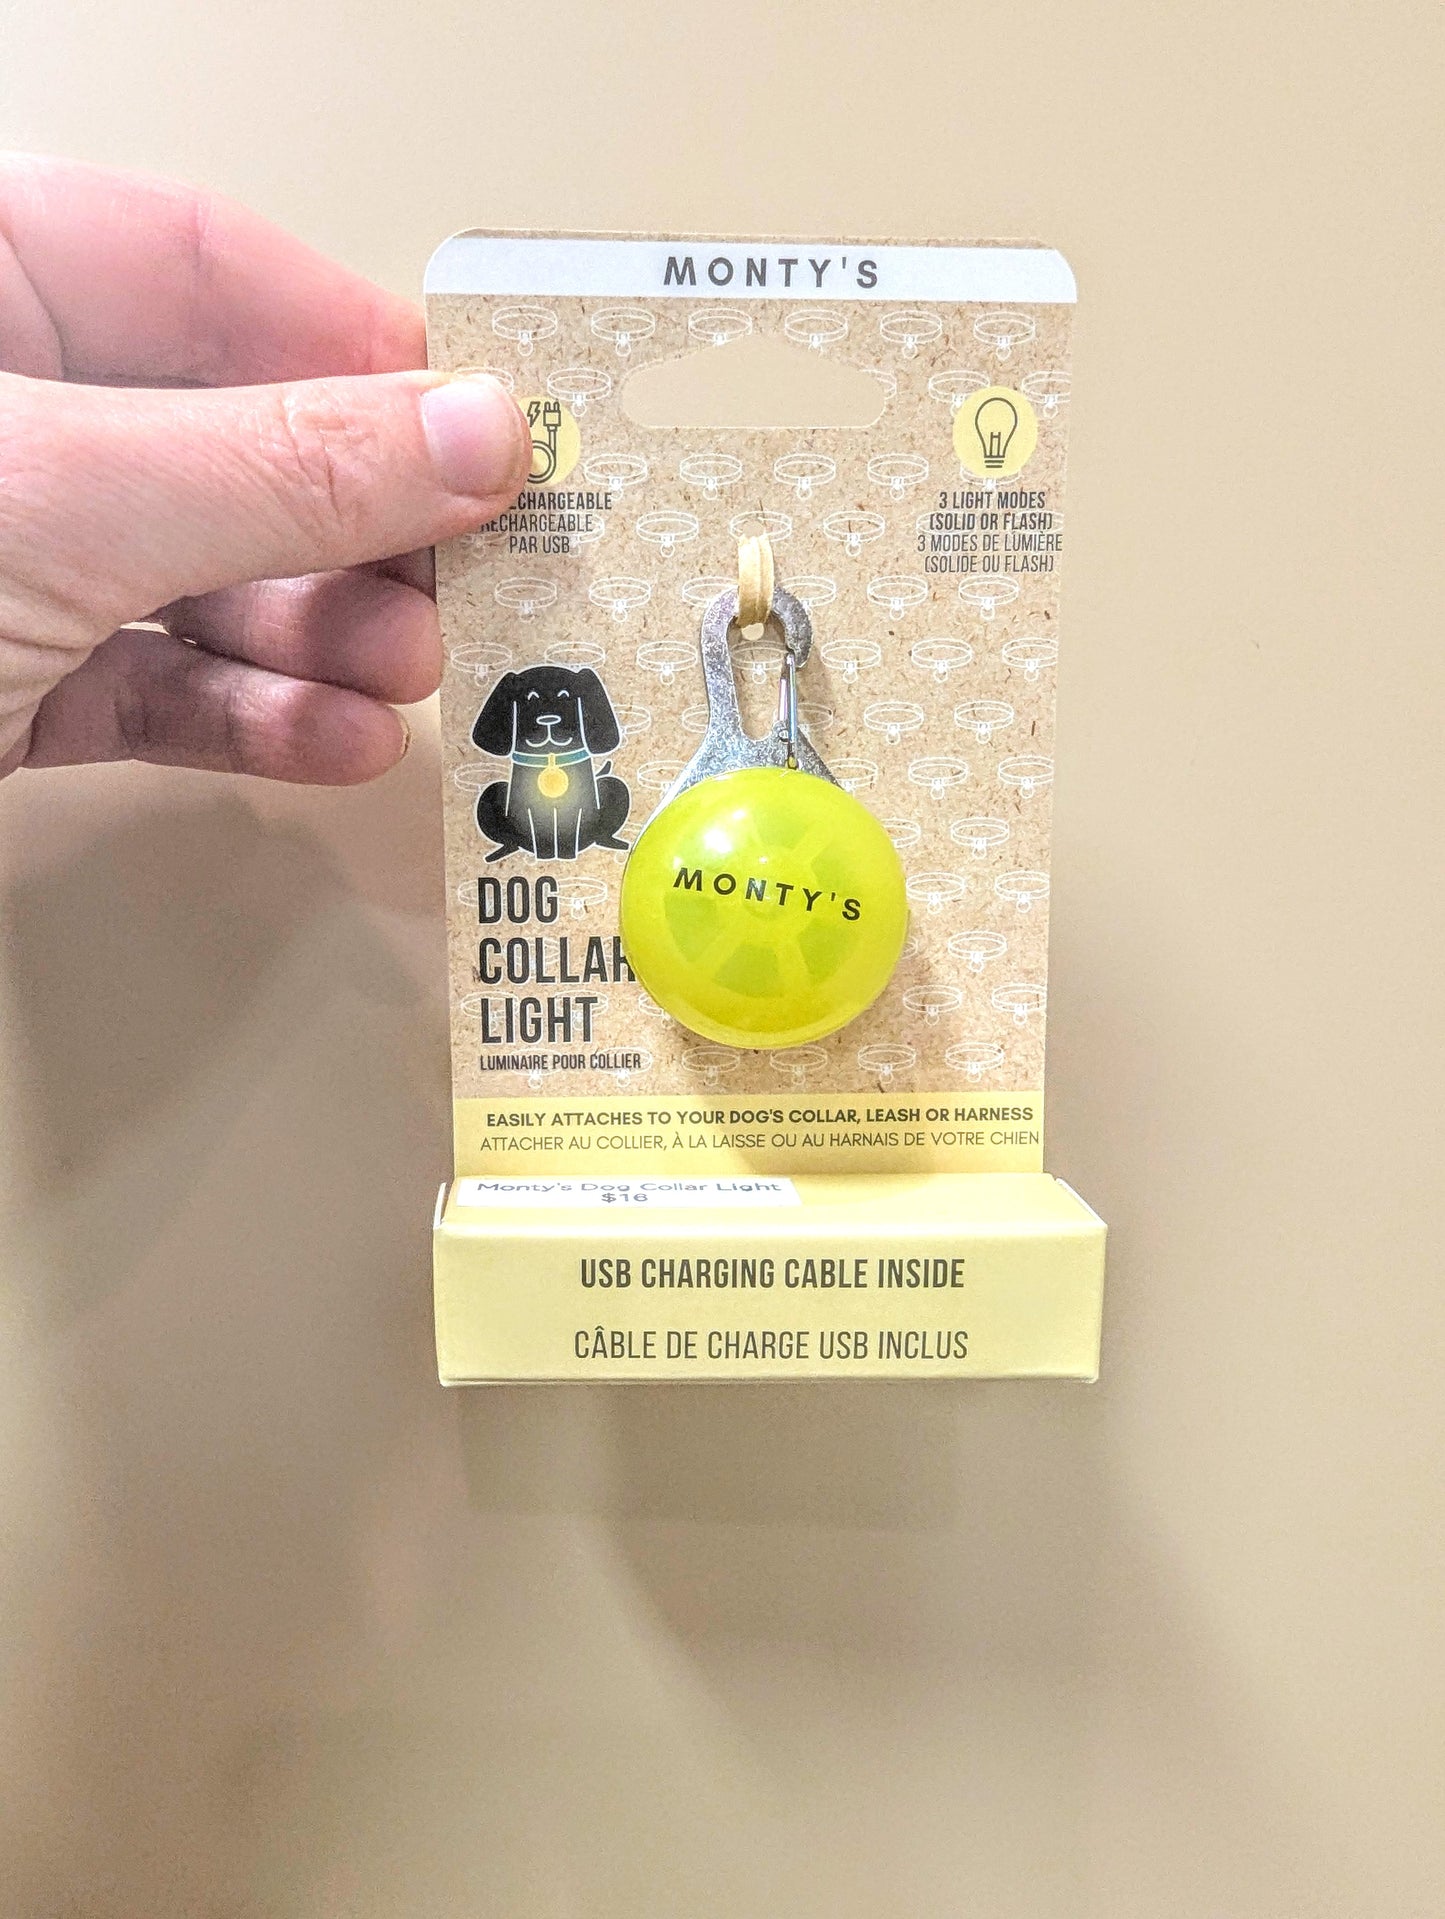 MONTY'S
ECHARGEABLE
RECHARGEABLE
PAR USB
3 LIGHT MODES
(SOLID OR FLASH)
3 MODES DE LUMIÈRE
(SOLIDE OU FLASH)
MONTY'S
DOG
COLLAR
LIGHT
LUMINAIRE POUR COLLIER
EASILY ATTACHES TO YOUR DOG'S COLLAR, LEASH OR HARNESS
ATTACHER AU COLLIER, À LA LAISSE OU AU HARNAIS DE VOTRE CHIEN
Monty's Dog Collar Light
$16
USB CHARGING CABLE INSIDE
CÂBLE DE CHARGE USB INCLUS